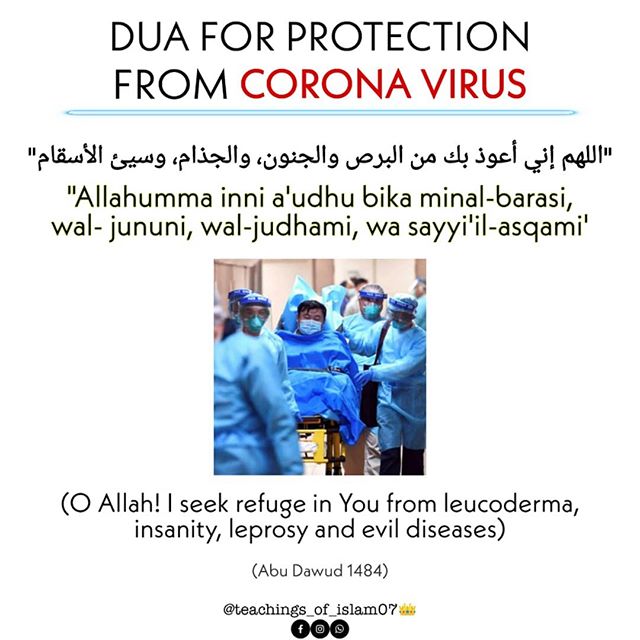 DUA FOR PROTECTION
FROM CORONA VIRUS
"اللهم إني أعوذ بك من البرص والجنون، والجذام، وسيئ الأسقام"
"Allahumma inni a'udhu bika minal-barasi,
wal- jununi, wal-judhami, wa sayyi'il-asqami'
(O Allah! I seek refuge in You from leucoderma,
insanity, leprosy and evil diseases)
(Abu Dawud 1484)
@teachings_of_islam07👑